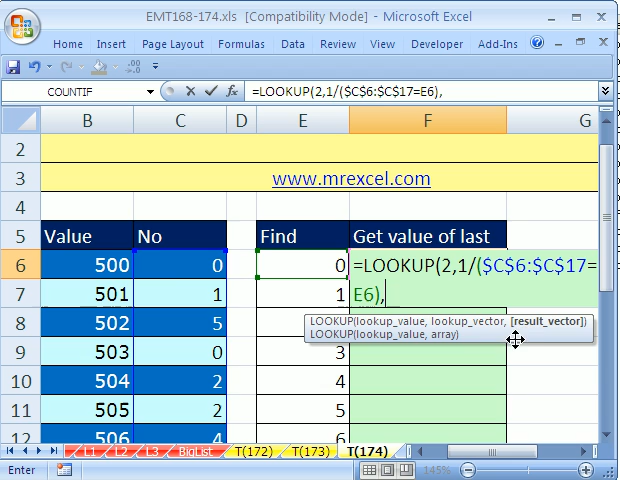 EMT168-174.xls [Compatibility Mode] - Microsoft Excel
Home Insert Page Layout Formulas Data Review View Developer Add-Ins
COUNTIF =LOOKUP(2,1/($C$6:$C$17=E6),
B C D E F G
2
3 www.mrexcel.com
4
5 Value No Find Get value of last
6 500 0 0 =LOOKUP(2,1/($C$6:$C$17=
7 501 1 1 E6),
LOOKUP(lookup_value, lookup_vector, [result_vector])
8 502 5
LOOKUP(lookup_value, array)
9 503 0 3
10 504 2 4
11 505 2 5
12 506 4 6
L1 L2 L3 BigList T(172) T(173) T(174)
Enter 145%